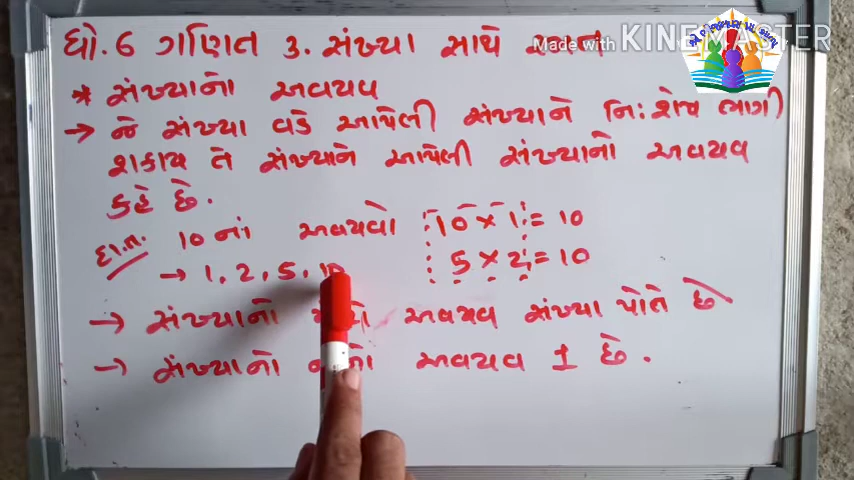 ધો.6 ગણિત 3. સંખ્યા સાથે રમત
Made with KINEMASTER
* સંખ્યાનો અવયવ
→ જે સંખ્યા વડે આપેલી સંખ્યાને નિઃશેષ ભાગી
શકાય તે સંખ્યાને આપેલી સંખ્યાનો અવયવ
કહે છે.
દા.ત. 10 નાં અવયવો 10 × 1 = 10
→ 1, 2, 5, 10 5 × 2 = 10
→ સંખ્યાનો અવયવ સંખ્યા પોતે છે
→ સંખ્યાનો અવયવ 1 છે.